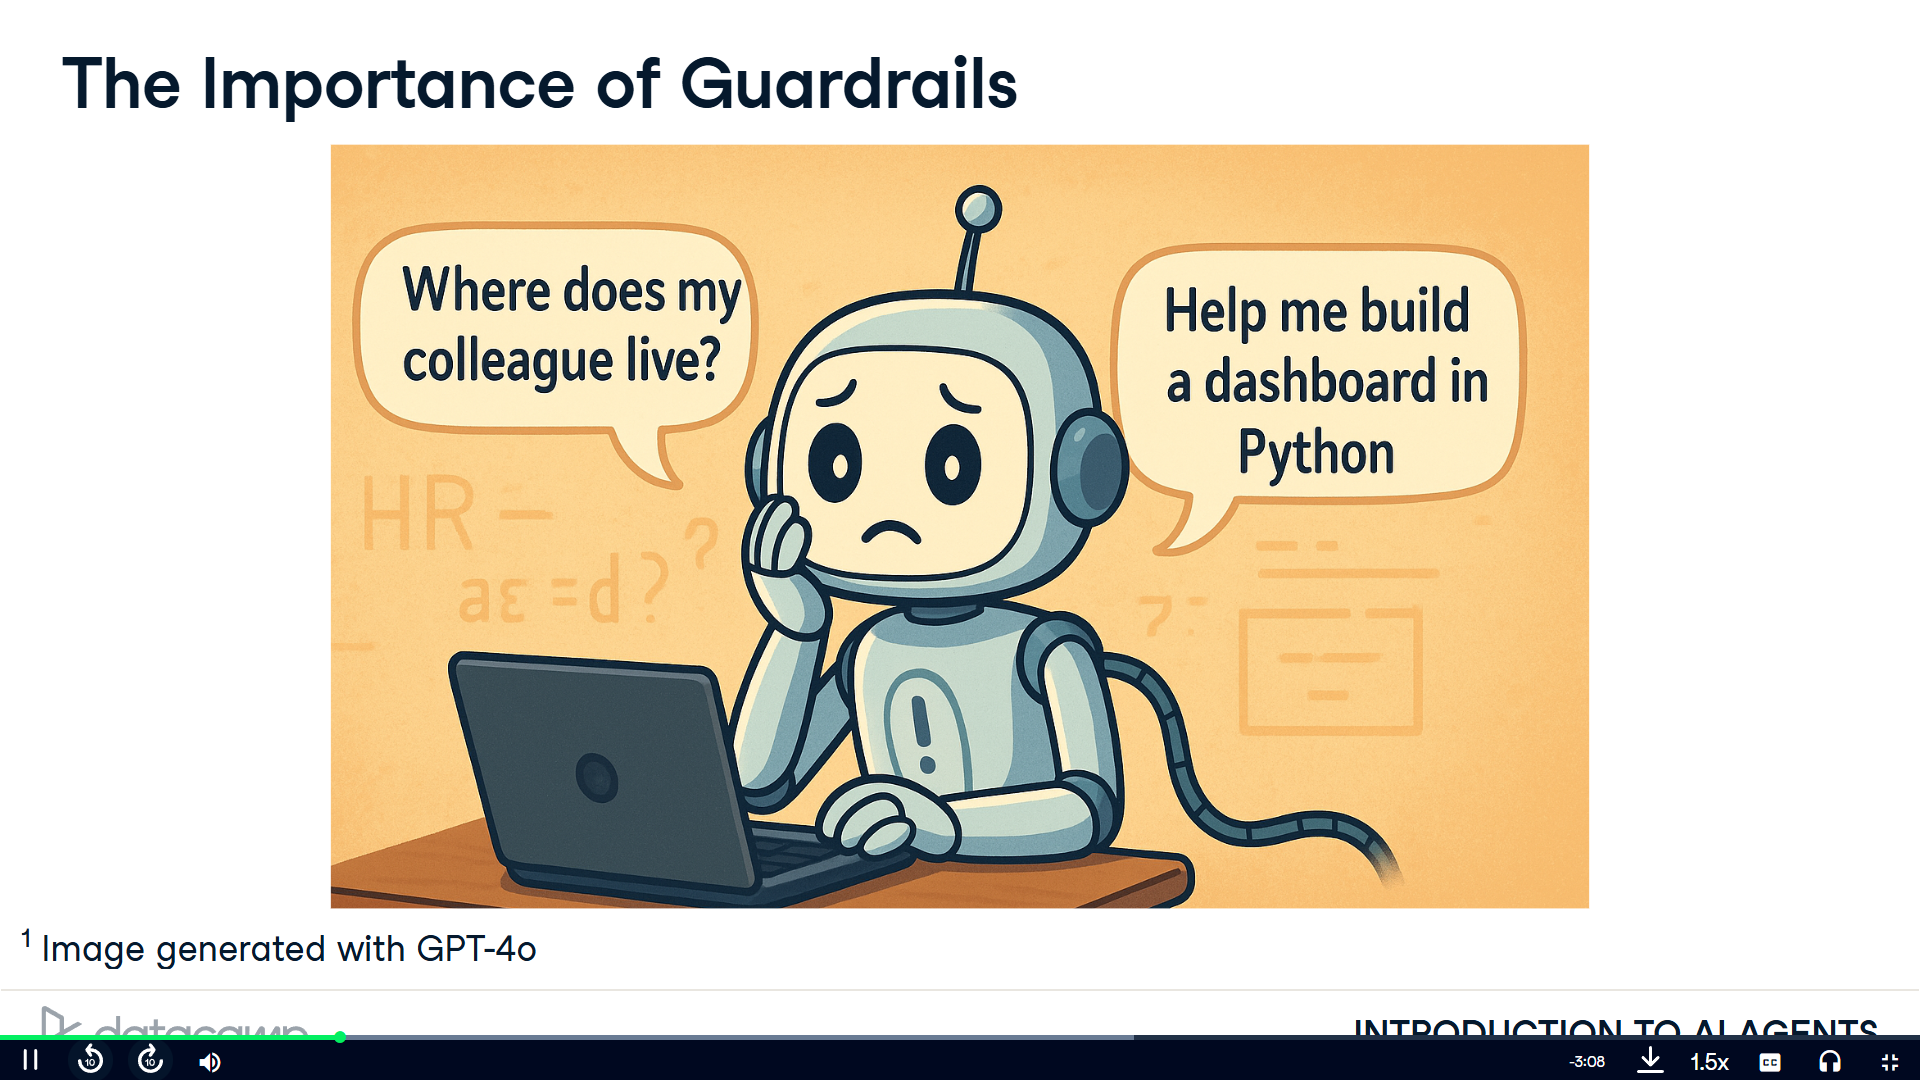 The Importance of Guardrails
Where does my
colleague live?
Help me build
a dashboard in
Python
HR –
aε =d? ?
?:
1 Image generated with GPT-4o
datacamp
INTRODUCTION TO AI AGENTS
10
10
-3:08
1.5x
CC